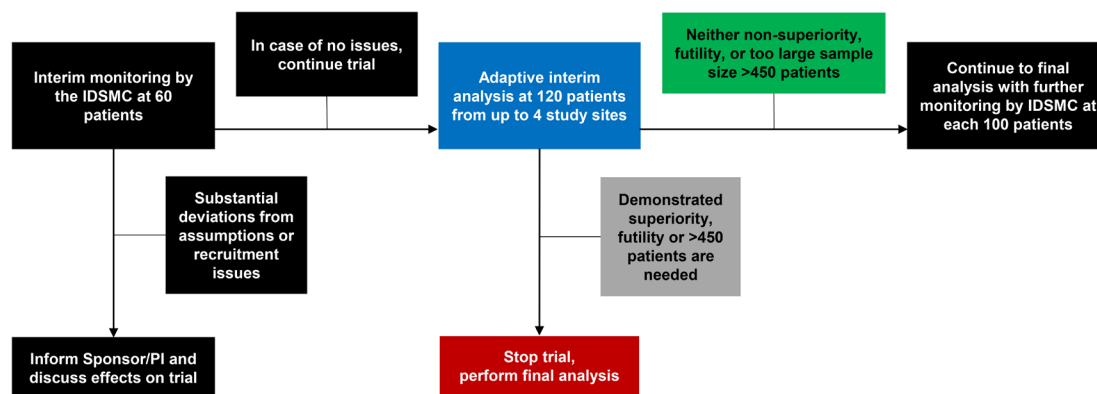 Interim monitoring by
the IDSMC at 60
patients
In case of no issues,
continue trial
Adaptive interim
analysis at 120 patients
from up to 4 study sites
Neither non-superiority,
futility, or too large sample
size >450 patients
Continue to final
analysis with further
monitoring by IDSMC at
each 100 patients
Substantial
deviations from
assumptions or
recruitment
issues
Demonstrated
superiority,
futility or >450
patients are
needed
Inform Sponsor/PI and
discuss effects on trial
Stop trial,
perform final analysis